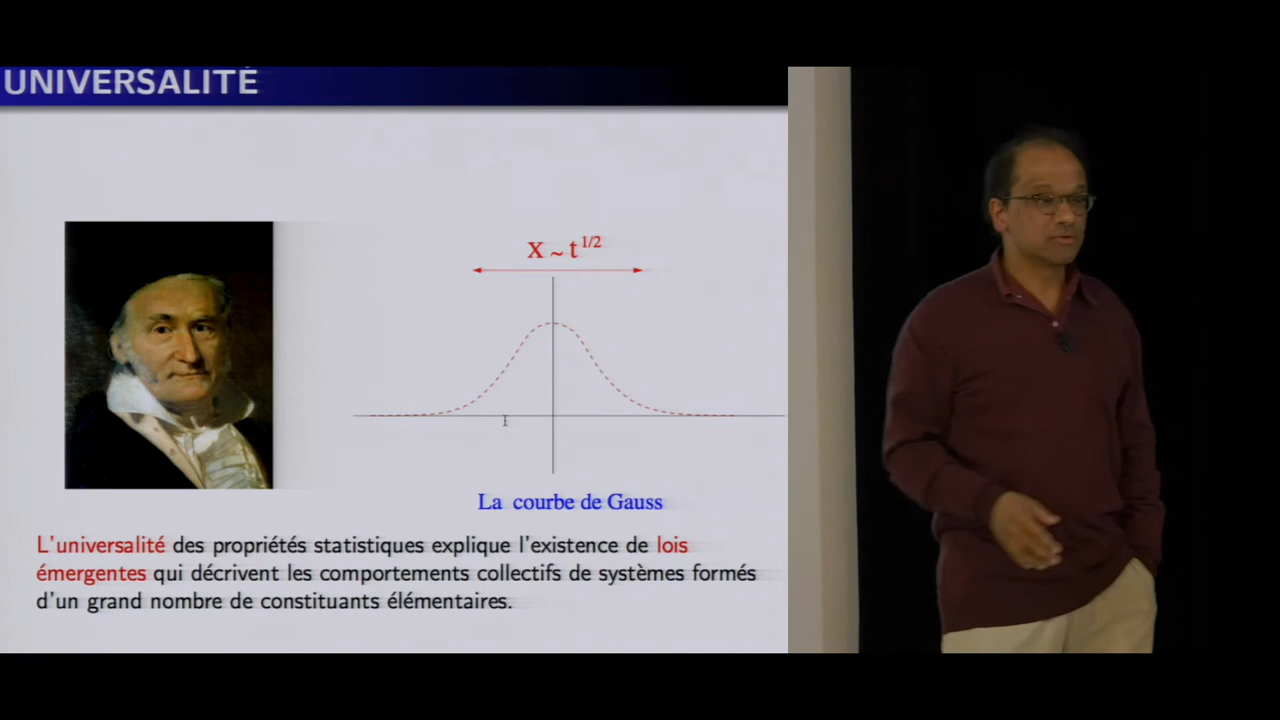 UNIVERSALITÉ
X ~ t^1/2
La courbe de Gauss
L'universalité des propriétés statistiques explique l'existence de lois
émergentes qui décrivent les comportements collectifs de systèmes formés
d'un grand nombre de constituants élémentaires.